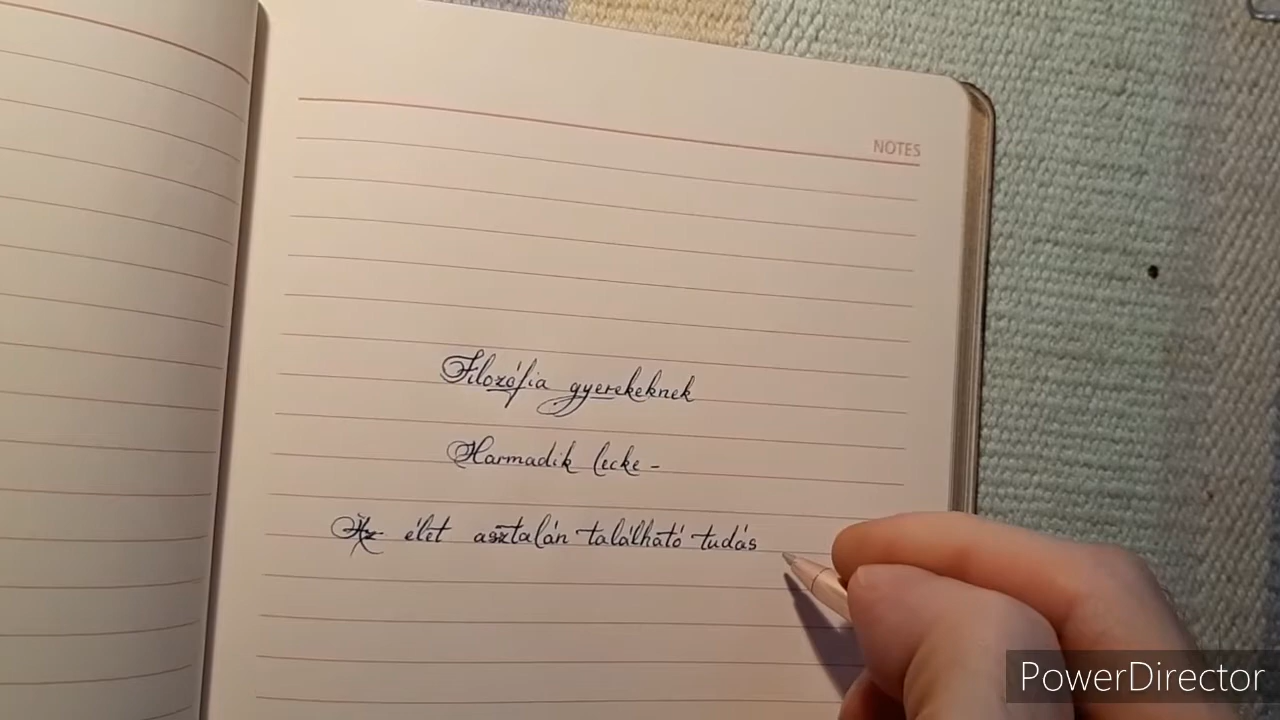 NOTES
Filozófia gyerekeknek
Harmadik lecke -
Az élet asztalán található tudás
PowerDirector